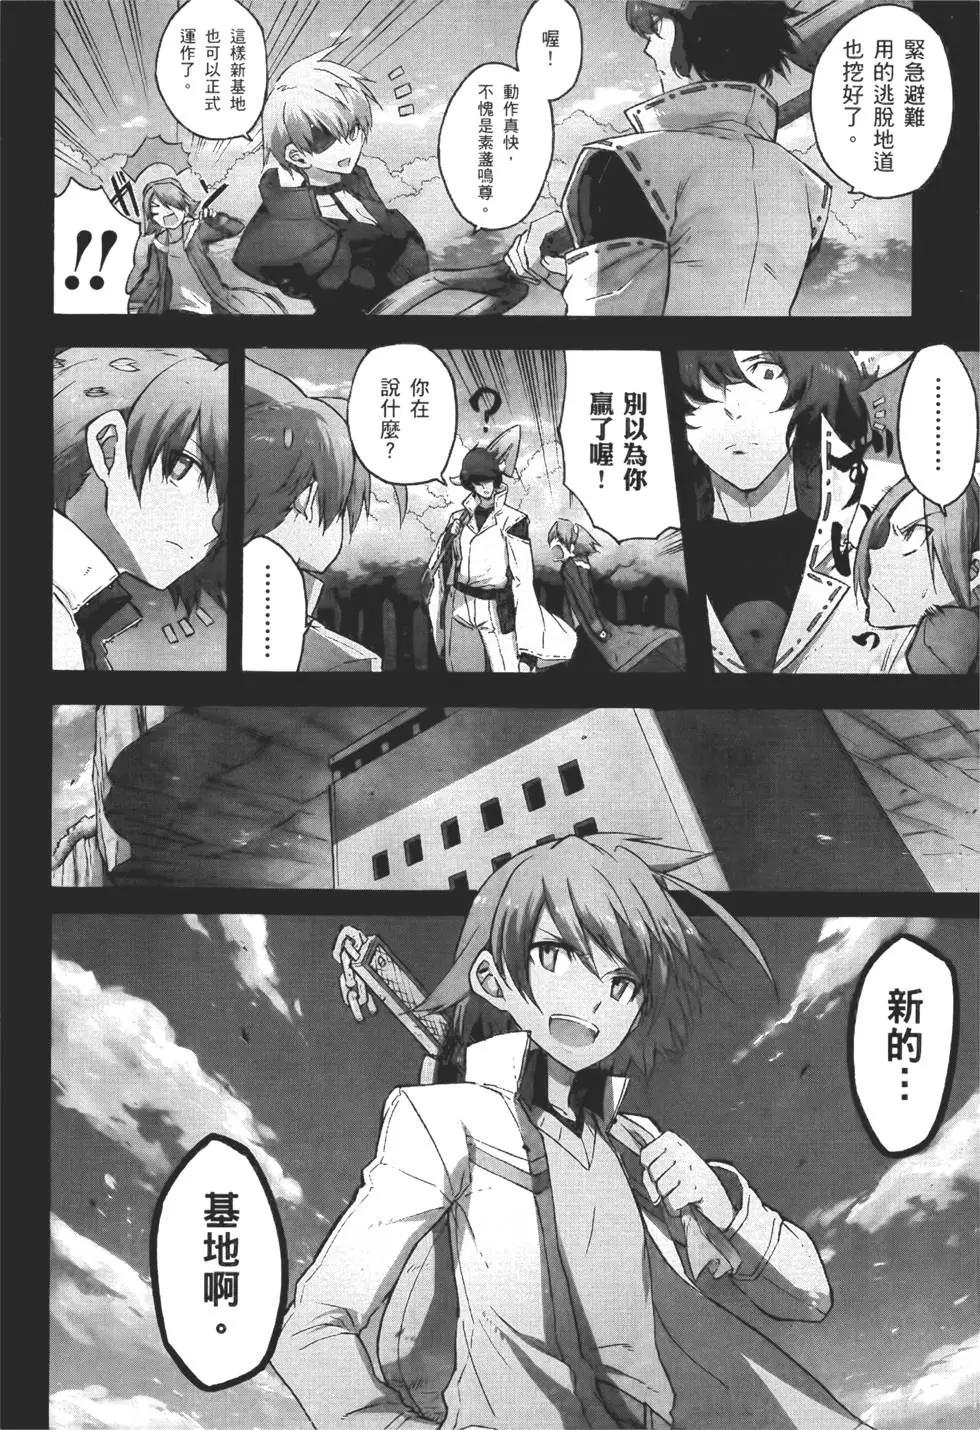 緊急避難
用的逃脫地道
也挖好了。
喔！
動作真快，
不愧是素盞嗚尊。
這樣新基地
也可以正式
運作了。
ガッ
!!
………
別以為你
贏了喔！
?
你在
說什麼？
………
新的…
基地啊。